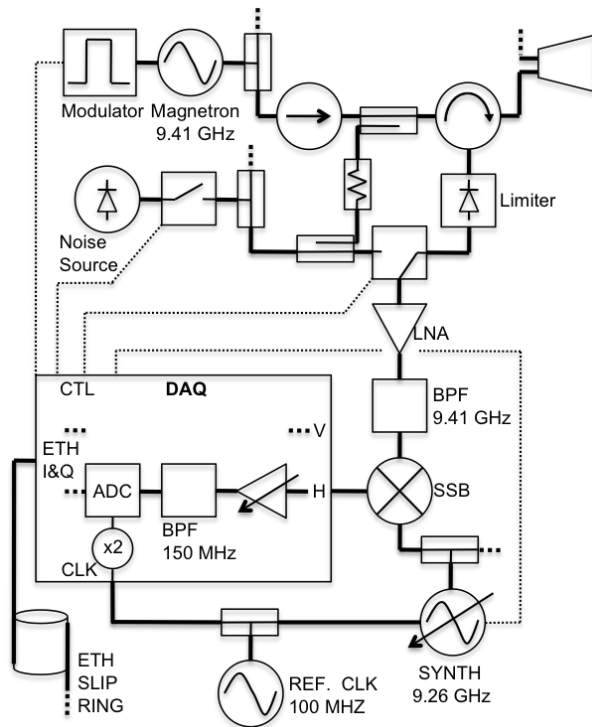 Modulator
Magnetron
9.41 GHz
Noise
Source
Limiter
LNA
CTL
DAQ
BPF
9.41 GHz
V
ETH
I&Q
ADC
H
SSB
BPF
150 MHz
x2
CLK
ETH
SLIP
RING
REF. CLK
100 MHZ
SYNTH
9.26 GHz